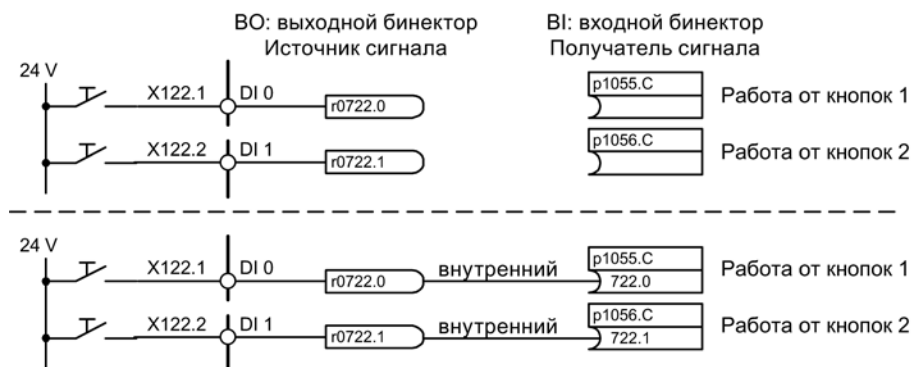 BO: выходной бинектор
Источник сигнала
BI: входной бинектор
Получатель сигнала
24 V
X122.1 DI 0 r0722.0 p1055.C Работа от кнопок 1
X122.2 DI 1 r0722.1 p1056.C Работа от кнопок 2
24 V
X122.1 DI 0 r0722.0 внутренний p1055.C 722.0 Работа от кнопок 1
X122.2 DI 1 r0722.1 внутренний p1056.C 722.1 Работа от кнопок 2